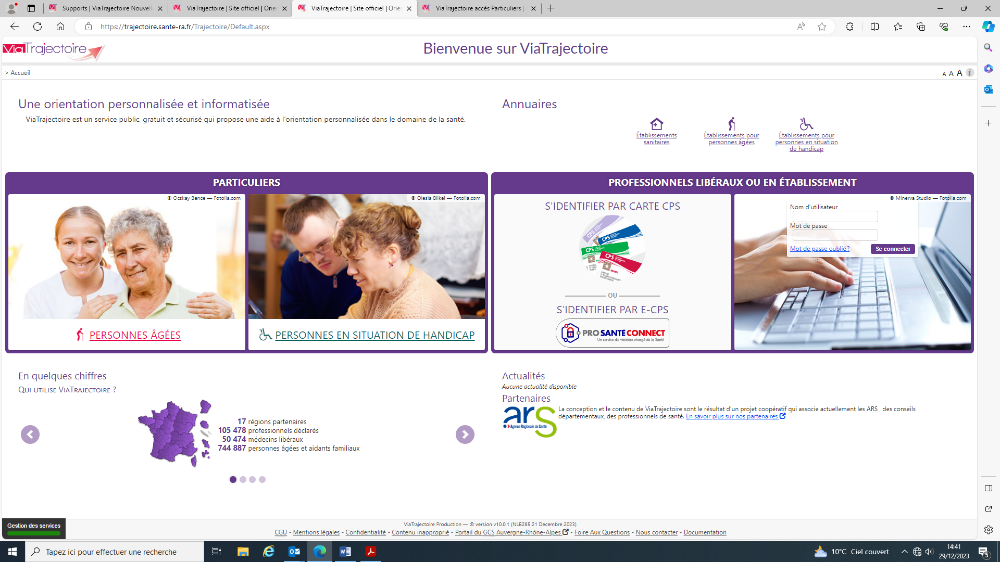 Supports | ViaTrajectoire Nouvell
ViaTrajectoire | Site officiel | Orie
ViaTrajectoire | Site officiel | Orie
ViaTrajectoire accès Particuliers |
https://trajectoire.sante-ra.fr/Trajectoire/Default.aspx
ViaTrajectoire
Bienvenue sur ViaTrajectoire
> Accueil
A A A i
Une orientation personnalisée et informatisée
ViaTrajectoire est un service public, gratuit et sécurisé qui propose une aide à l'orientation personnalisée dans le domaine de la santé.
Annuaires
Établissements
sanitaires
Établissements pour
personnes âgées
Établissements pour
personnes en situation
de handicap
PARTICULIERS
© Ocskay Bence — Fotolia.com
© Olesia Bilkei — Fotolia.com
PERSONNES ÂGÉES
PERSONNES EN SITUATION DE HANDICAP
PROFESSIONNELS LIBÉRAUX OU EN ÉTABLISSEMENT
S'IDENTIFIER PAR CARTE CPS
CPS
CPS
CPS
CPS
OU
S'IDENTIFIER PAR E-CPS
PRO SANTÉ CONNECT
Un service du ministère chargé de la Santé
© Minerva Studio — Fotolia.com
Nom d'utilisateur
Mot de passe
Mot de passe oublié ?
Se connecter
En quelques chiffres
Qui utilise ViaTrajectoire ?
17 régions partenaires
105 478 professionnels déclarés
50 474 médecins libéraux
744 887 personnes âgées et aidants familiaux
Actualités
Aucune actualité disponible
Partenaires
ars
Agence Régionale de Santé
La conception et le contenu de ViaTrajectoire sont le résultat d'un projet coopératif qui associe actuellement les ARS , des conseils
départementaux, des professionnels de santé. En savoir plus sur nos partenaires
Gestion des services
ViaTrajectoire Production — © version v10.0.1 (NLB285 21 Decembre 2023)
CGU - Mentions légales - Confidentialité - Contenu inapproprié - Portail du GCS Auvergne-Rhône-Alpes - Foire Aux Questions - Nous contacter - Documentation
Tapez ici pour effectuer une recherche
10°C Ciel couvert
14:41
29/12/2023
5